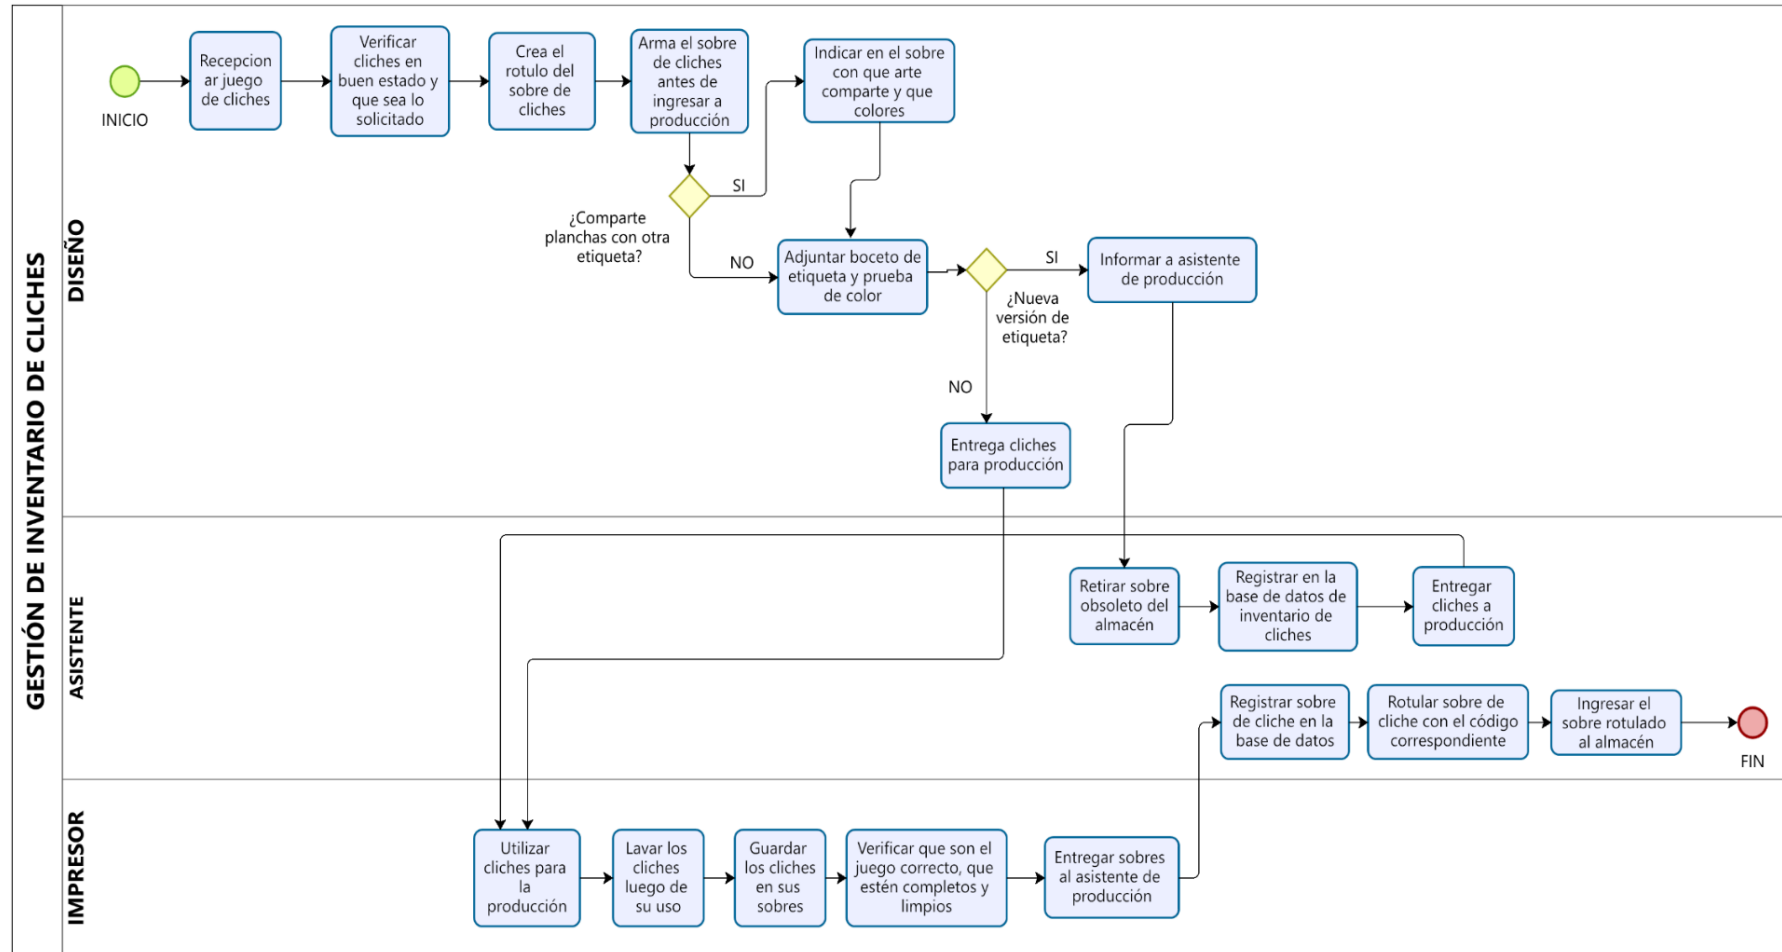 GESTIÓN DE INVENTARIO DE CLICHES
DISEÑO
INICIO
Recepcion
ar juego
de cliches
Verificar
cliches en
buen estado y
que sea lo
solicitado
Crea el
rotulo del
sobre de
cliches
Arma el sobre
de cliches
antes de
ingresar a
producción
Indicar en el sobre
con que arte
comparte y que
colores
SI
¿Comparte
planchas con otra
etiqueta?
NO
Adjuntar boceto de
etiqueta y prueba
de color
SI
¿Nueva
versión de
etiqueta?
NO
Informar a asistente
de producción
Entrega cliches
para producción
ASISTENTE
Retirar sobre
obsoleto del
almacén
Registrar en la
base de datos de
inventario de
cliches
Entregar
cliches a
producción
Registrar sobre
de cliche en la
base de datos
Rotular sobre de
cliche con el código
correspondiente
Ingresar el
sobre rotulado
al almacén
FIN
IMPRESOR
Utilizar
cliches para
la
producción
Lavar los
cliches
luego de
su uso
Guardar
los cliches
en sus
sobres
Verificar que son el
juego correcto, que
estén completos y
limpios
Entregar sobres
al asistente de
producción